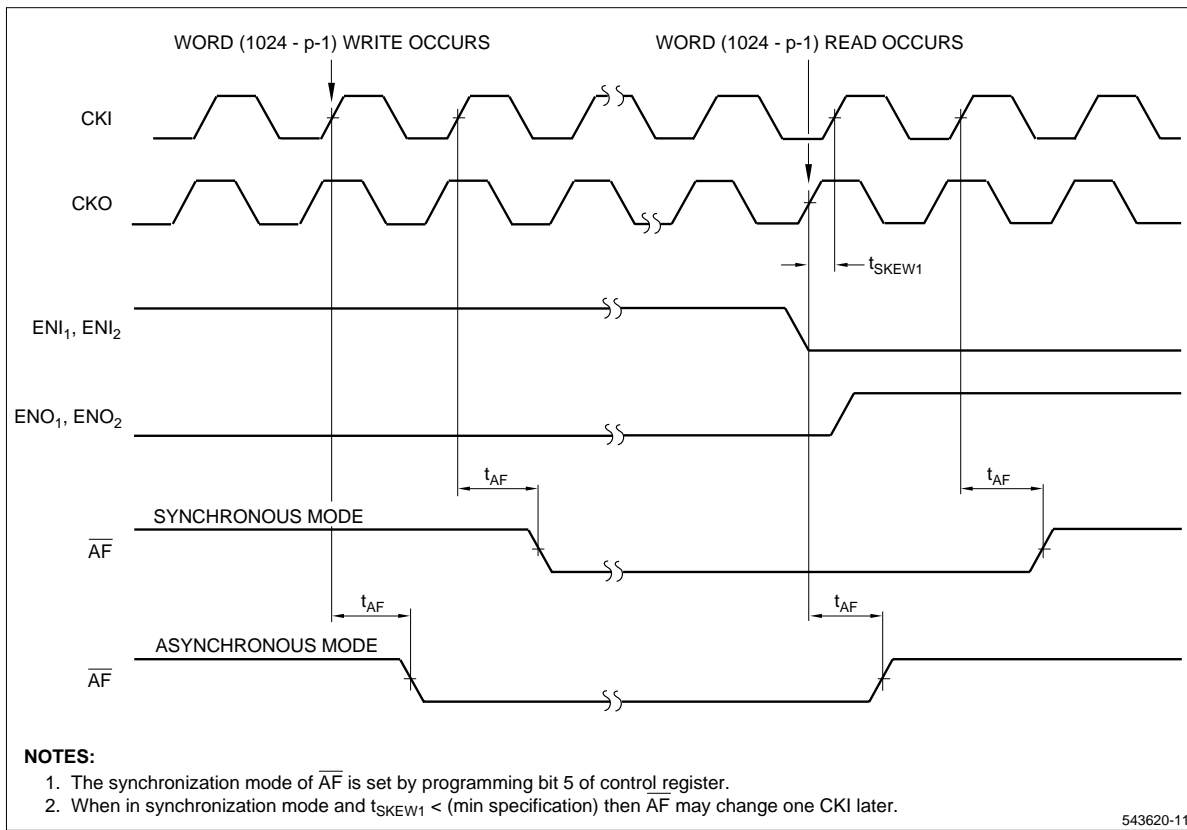 WORD (1024 - p-1) WRITE OCCURS
WORD (1024 - p-1) READ OCCURS
CKI
CKO
tSKEW1
ENI1, ENI2
ENO1, ENO2
tAF
tAF
SYNCHRONOUS MODE
AF
tAF
tAF
ASYNCHRONOUS MODE
AF
NOTES:
1. The synchronization mode of AF is set by programming bit 5 of control register.
2. When in synchronization mode and tSKEW1 < (min specification) then AF may change one CKI later.
543620-11